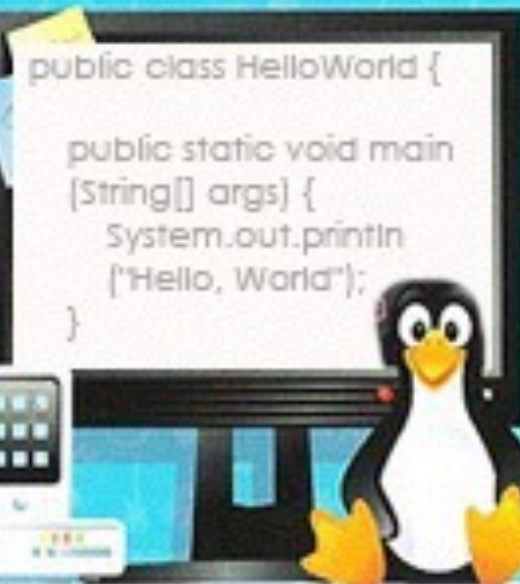 public class HelloWorld {
public static void main
(String[] args) {
System.out.println
("Hello, World");
}